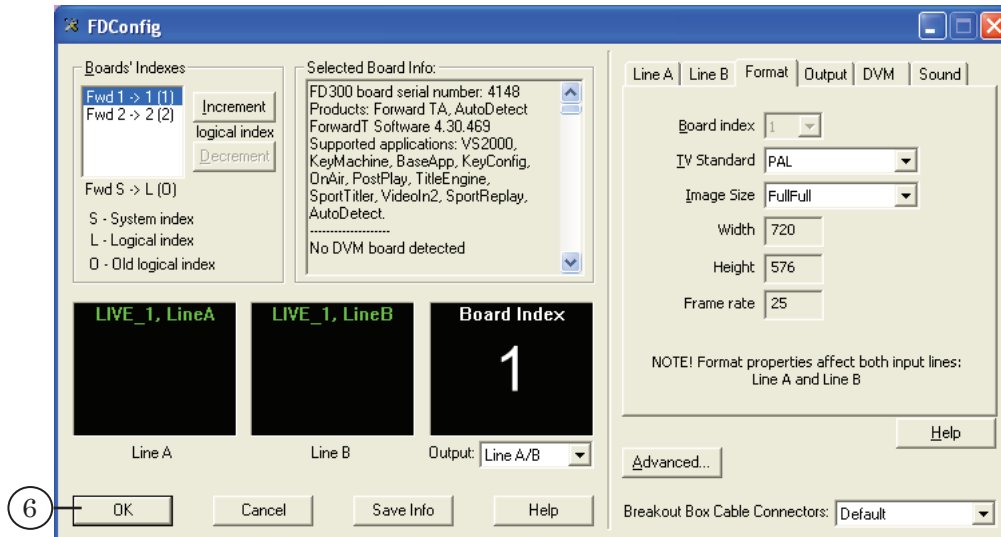 FDConfig
Boards' Indexes
Fwd 1 -> 1 (1)
Fwd 2 -> 2 (2)
Increment
logical index
Decrement
Fwd S -> L (O)
S - System index
L - Logical index
O - Old logical index
Selected Board Info:
FD300 board serial number: 4148
Products: Forward TA, AutoDetect
ForwardT Software 4.30.469
Supported applications: VS2000,
KeyMachine, BaseApp, KeyConfig,
OnAir, PostPlay, TitleEngine,
SportTitler, VideoIn2, SportReplay,
AutoDetect.
--------------------
No DVM board detected
LIVE_1, LineA
LIVE_1, LineB
Board Index
1
Line A
Line B
Output: Line A/B
6
OK
Cancel
Save Info
Help
Line A
Line B
Format
Output
DVM
Sound
Board index 1
TV Standard PAL
Image Size FullFull
Width 720
Height 576
Frame rate 25
NOTE! Format properties affect both input lines:
Line A and Line B
Help
Advanced...
Breakout Box Cable Connectors: Default